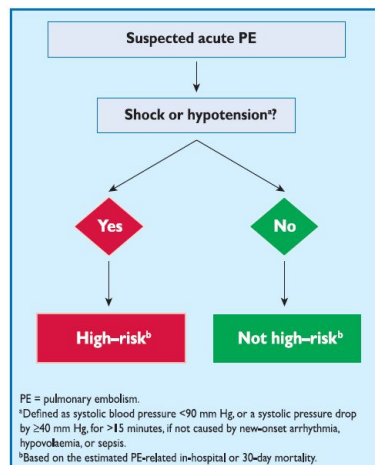 Suspected acute PE
Shock or hypotensionᵃ?
Yes
No
High–riskᵇ
Not high–riskᵇ
PE = pulmonary embolism.
ᵃDefined as systolic blood pressure <90 mm Hg, or a systolic pressure drop
by ≥40 mm Hg, for >15 minutes, if not caused by new-onset arrhythmia,
hypovolaemia, or sepsis.
ᵇBased on the estimated PE-related in-hospital or 30-day mortality.